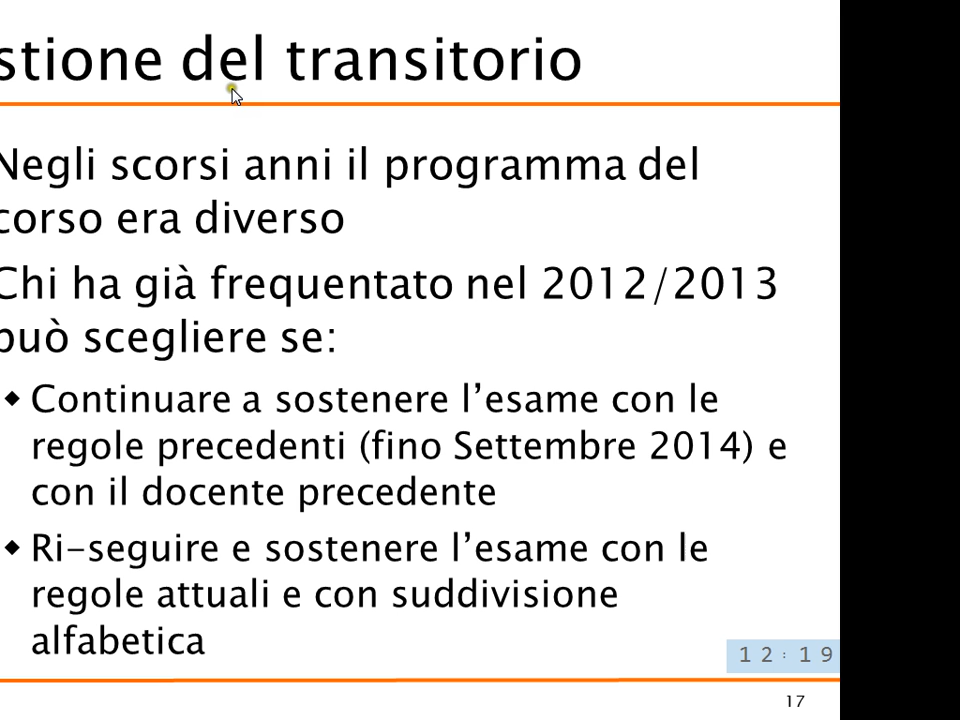 stione del transitorio
Negli scorsi anni il programma del
corso era diverso
Chi ha già frequentato nel 2012/2013
può scegliere se:
◆ Continuare a sostenere l’esame con le
regole precedenti (fino Settembre 2014) e
con il docente precedente
◆ Ri-seguire e sostenere l’esame con le
regole attuali e con suddivisione
alfabetica
12:19
17